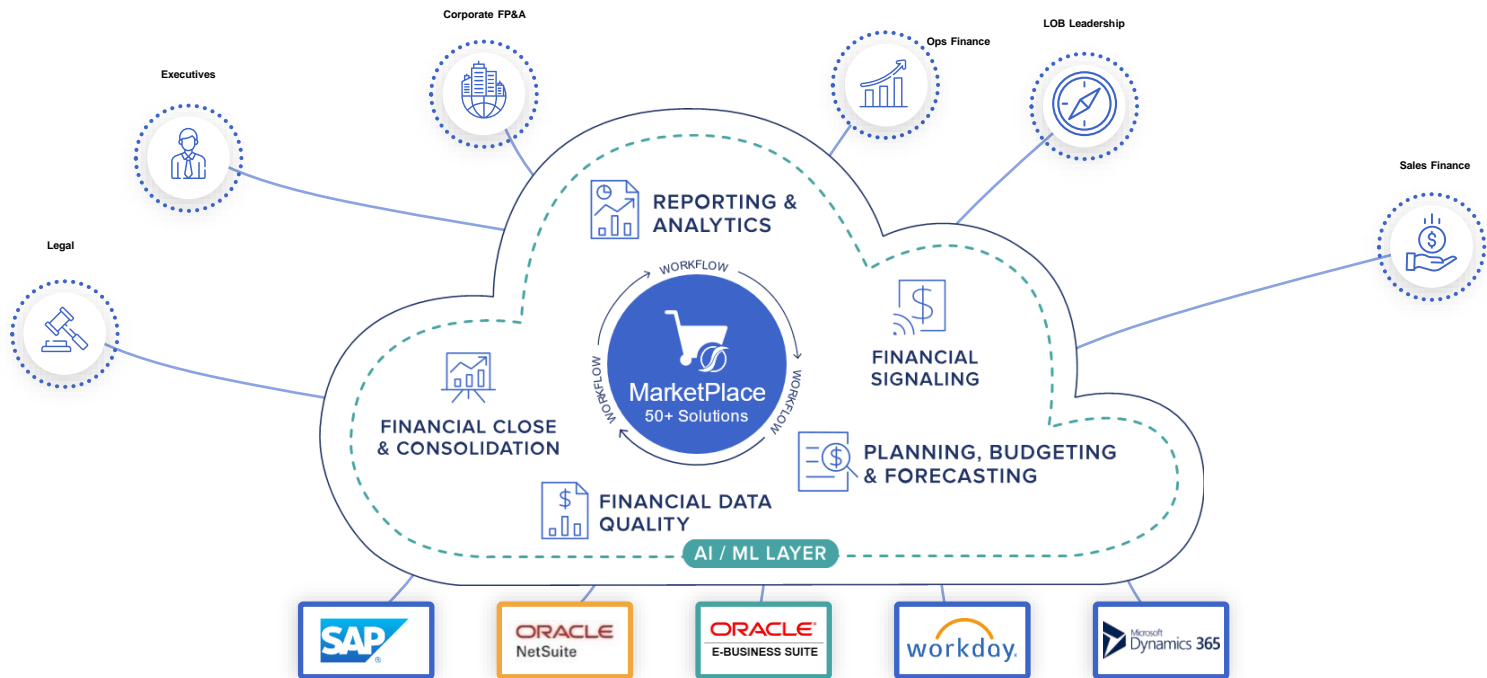 Corporate FP&A
LOB Leadership
Ops Finance
Executives
Sales Finance
Legal
REPORTING &
ANALYTICS
WORKFLOW
WORKFLOW
WORKFLOW
MarketPlace
50+ Solutions
FINANCIAL
SIGNALING
FINANCIAL CLOSE
& CONSOLIDATION
PLANNING, BUDGETING
& FORECASTING
FINANCIAL DATA
QUALITY
AI / ML LAYER
SAP®
ORACLE
NetSuite
ORACLE®
E-BUSINESS SUITE
workday.
Microsoft
Dynamics 365